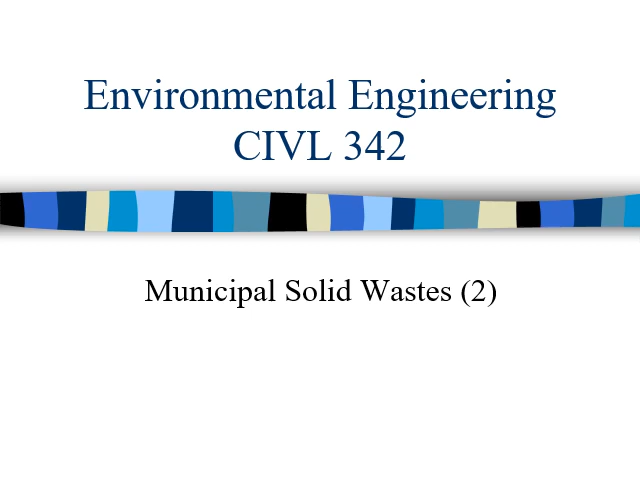 Environmental Engineering
CIVL 342
Municipal Solid Wastes (2)